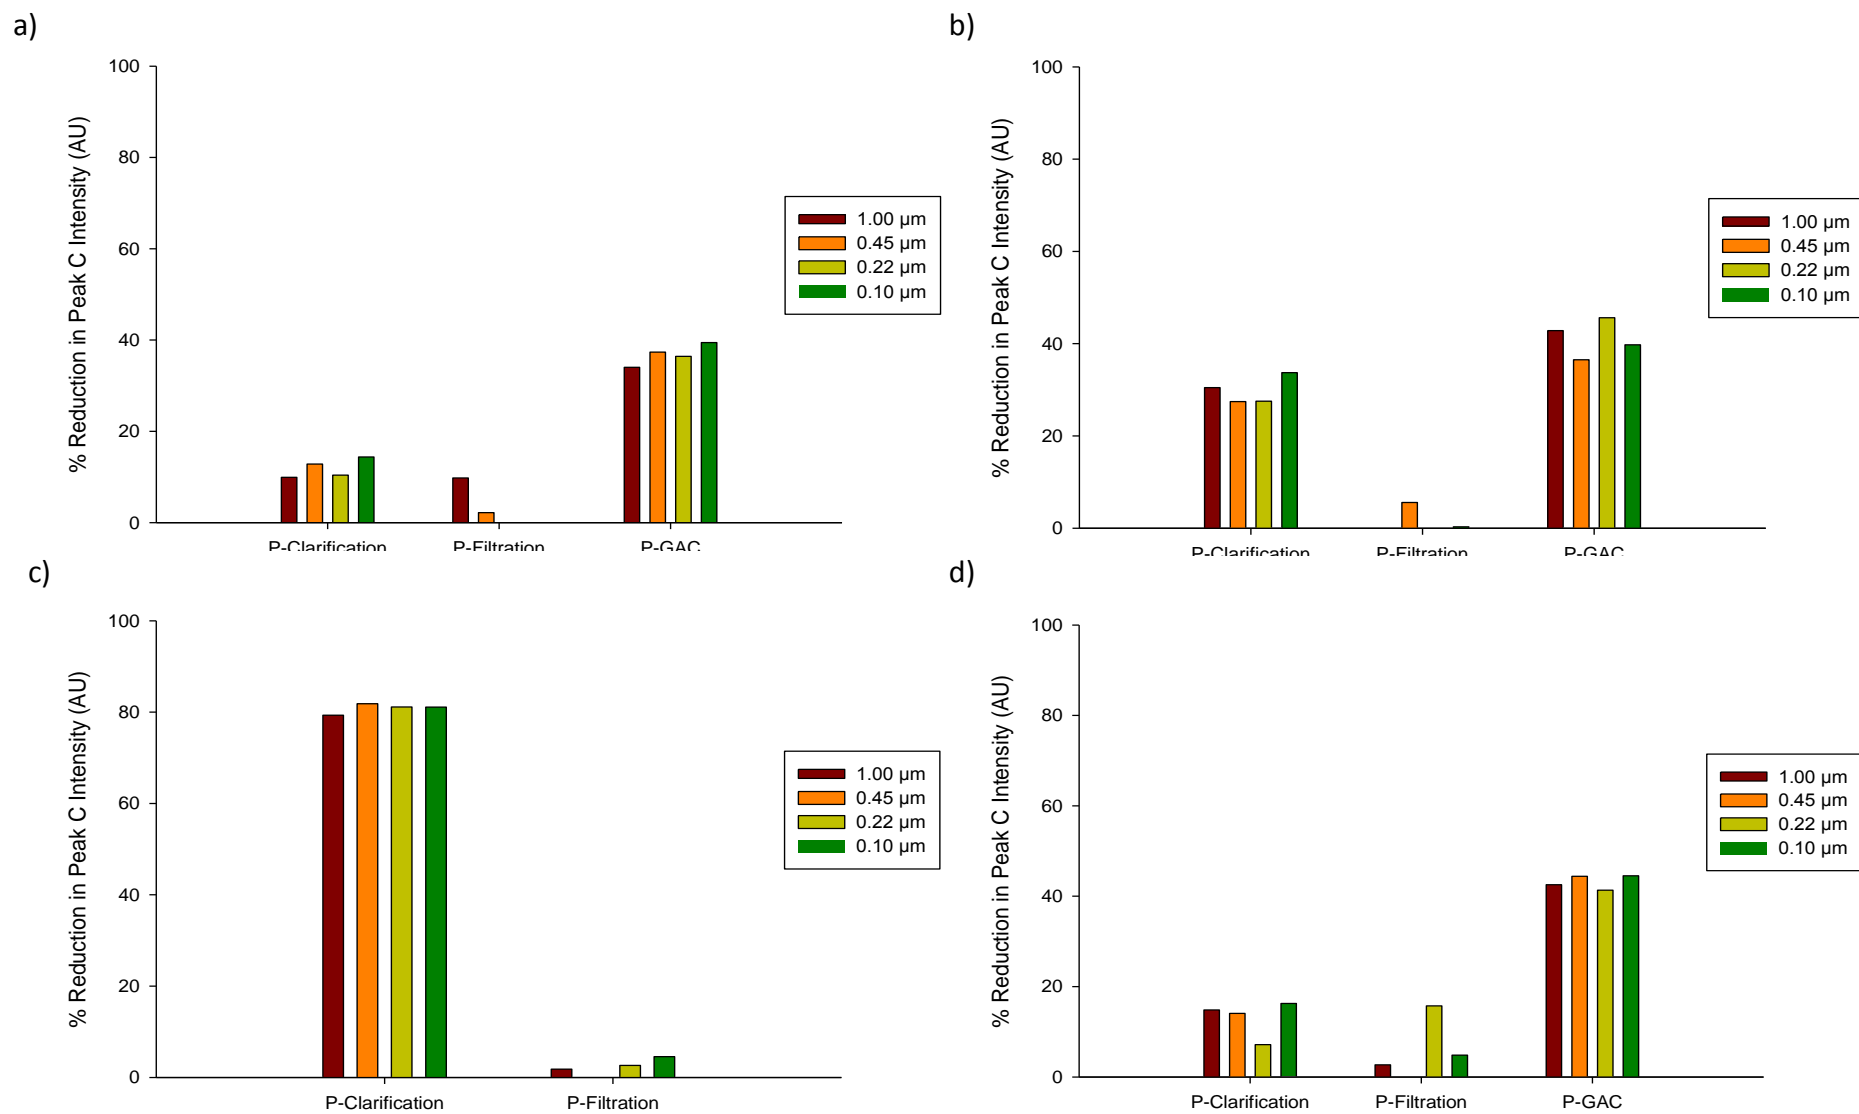 a)
% Reduction in Peak C Intensity (AU)
100
80
60
40
20
0
P-Clarification
P-Filtration
P-GAC
1.00 µm
0.45 µm
0.22 µm
0.10 µm
b)
% Reduction in Peak C Intensity (AU)
100
80
60
40
20
0
P-Clarification
P-Filtration
P-GAC
1.00 µm
0.45 µm
0.22 µm
0.10 µm
c)
% Reduction in Peak C Intensity (AU)
100
80
60
40
20
0
P-Clarification
P-Filtration
1.00 µm
0.45 µm
0.22 µm
0.10 µm
d)
% Reduction in Peak C Intensity (AU)
100
80
60
40
20
0
P-Clarification
P-Filtration
P-GAC
1.00 µm
0.45 µm
0.22 µm
0.10 µm